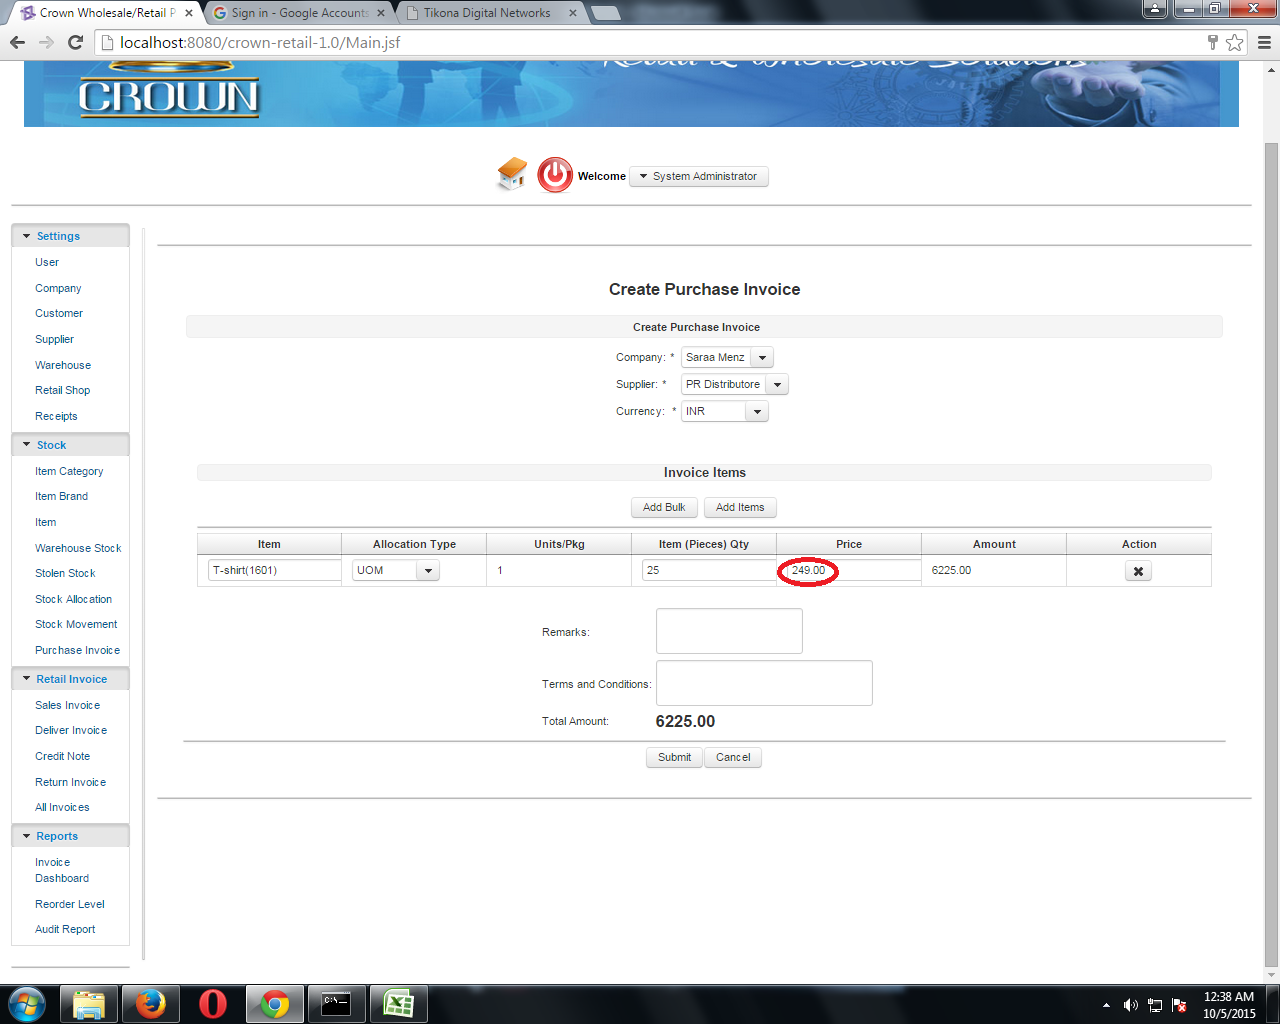 Crown Wholesale/Retail P
Sign in - Google Accounts
Tikona Digital Networks
localhost:8080/crown-retail-1.0/Main.jsf
CROWN
Retail & Wholesale Solutions
Welcome System Administrator
Settings
User
Company
Customer
Supplier
Warehouse
Retail Shop
Receipts
Stock
Item Category
Item Brand
Item
Warehouse Stock
Stolen Stock
Stock Allocation
Stock Movement
Purchase Invoice
Retail Invoice
Sales Invoice
Deliver Invoice
Credit Note
Return Invoice
All Invoices
Reports
Invoice
Dashboard
Reorder Level
Audit Report
Create Purchase Invoice
Create Purchase Invoice
Company: * Saraa Menz
Supplier: * PR Distributore
Currency: * INR
Invoice Items
Add Bulk Add Items
Item Allocation Type Units/Pkg Item (Pieces) Qty Price Amount Action
T-shirt(1601) UOM 1 25 249.00 6225.00
Remarks:
Terms and Conditions:
Total Amount: 6225.00
Submit Cancel
C:\_
12:38 AM
10/5/2015